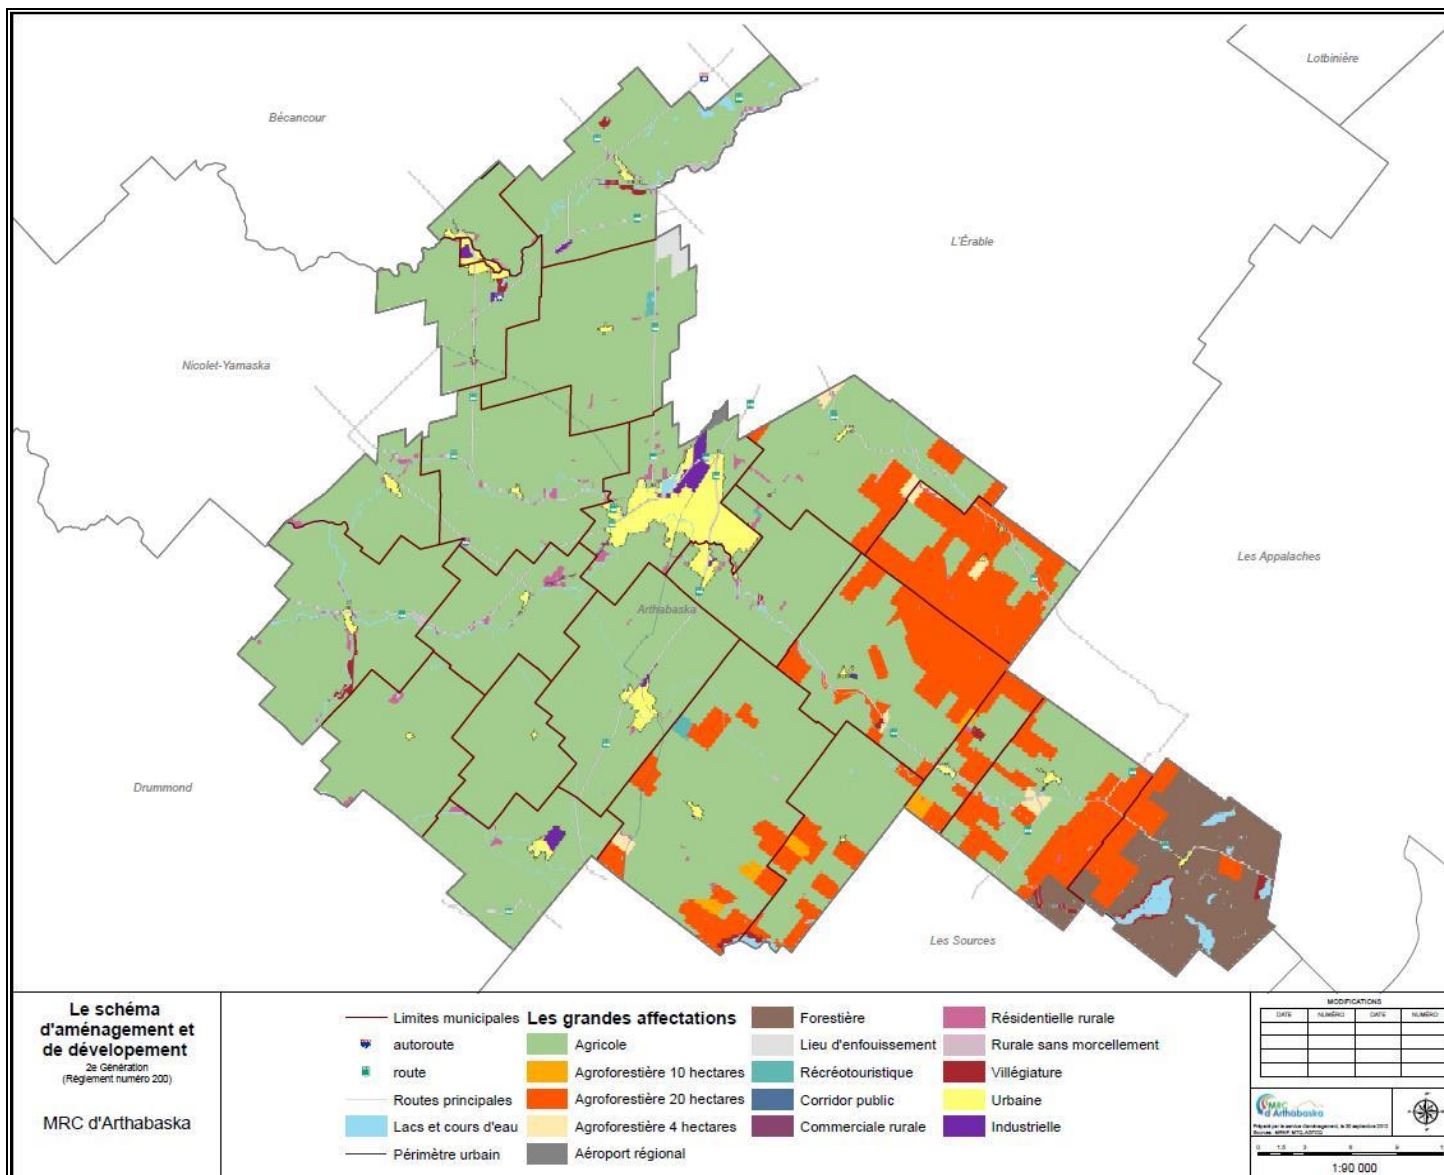 Lotbinière
Bécancour
L'Érable
Nicolet-Yamaska
Les Appalaches
Arthabaska
Drummond
Les Sources
Le schéma
d'aménagement et
de dévelopement
2e Génération
(Règlement numéro 200)
MRC d'Arthabaska
Limites municipales
autoroute
route
Routes principales
Lacs et cours d'eau
Périmètre urbain
Les grandes affectations
Agricole
Agroforestière 10 hectares
Agroforestière 20 hectares
Agroforestière 4 hectares
Aéroport régional
Forestière
Lieu d'enfouissement
Récréotouristique
Corridor public
Commerciale rurale
Résidentielle rurale
Rurale sans morcellement
Villégiature
Urbaine
Industrielle
MODIFICATIONS
DATE NUMÉRO DATE NUMÉRO
MRC
d'Arthabaska
1:90 000